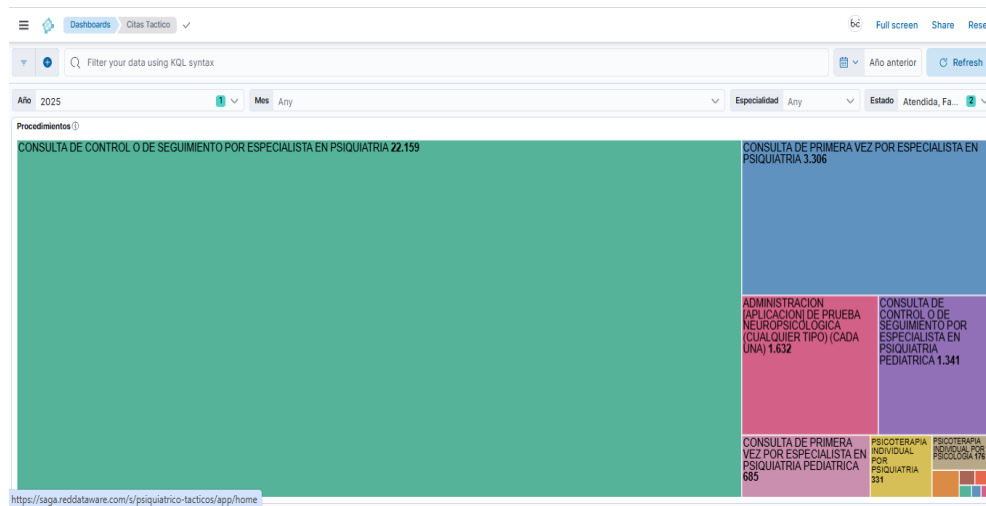 Dashboards
Citas Tactico
Full screen
Share
Rese
Filter your data using KQL syntax
Año anterior
Refresh
Año
2025
1
Mes
Any
Especialidad
Any
Estado
Atendida, Fa...
2
Procedimientos
CONSULTA DE CONTROL O DE SEGUIMIENTO POR ESPECIALISTA EN PSIQUIATRIA 22.159
CONSULTA DE PRIMERA VEZ POR ESPECIALISTA EN
PSIQUIATRIA 3.306
ADMINISTRACION
[APLICACION] DE PRUEBA
NEUROPSICOLOGICA
(CUALQUIER TIPO) (CADA
UNA) 1.632
CONSULTA DE
CONTROL O DE
SEGUIMIENTO POR
ESPECIALISTA EN
PSIQUIATRIA
PEDIATRICA 1.341
CONSULTA DE PRIMERA
VEZ POR ESPECIALISTA EN
PSIQUIATRIA PEDIATRICA
685
PSICOTERAPIA
INDIVIDUAL
POR
PSIQUIATRIA
331
PSICOTERAPIA
INDIVIDUAL POR
PSICOLOGIA 176
https://saga.reddataware.com/s/psiquiatrico-tacticos/app/home